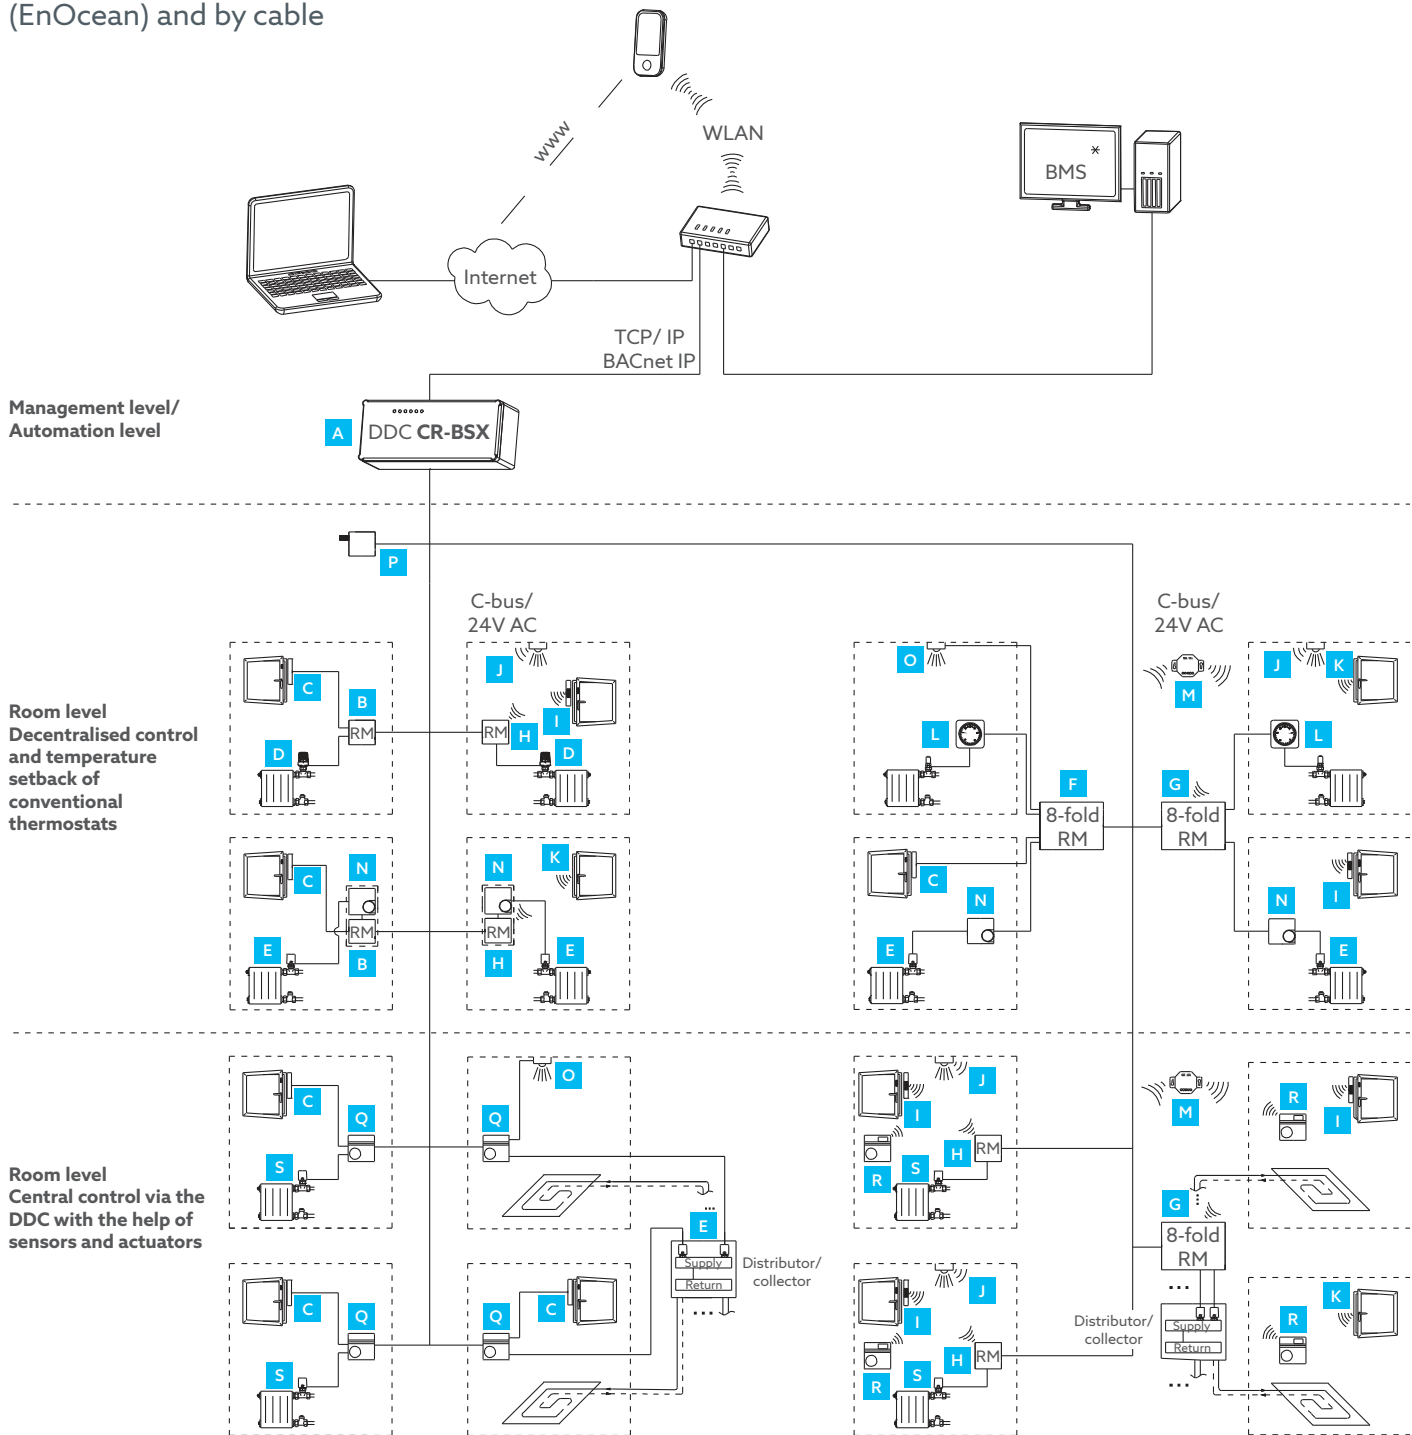 (EnOcean) and by cable
www
WLAN
BMS *
Internet
TCP/ IP
BACnet IP
Management level/
Automation level
A
DDC CR-BSX
P
C-bus/
24V AC
C-bus/
24V AC
Room level
Decentralised control
and temperature
setback of
conventional
thermostats
C
B
RM
D
J
I
RM
H
D
O
L
F
8-fold
RM
M
J
K
L
G
8-fold
RM
C
N
RM
B
E
N
K
RM
H
E
C
N
E
I
N
E
Room level
Central control via the
DDC with the help of
sensors and actuators
C
Q
S
O
Q
E
Supply
Return
Distributor/
collector
...
...
J
I
H
RM
R
S
M
R
I
...
G
8-fold
RM
...
C
Q
S
Q
C
J
I
H
RM
R
S
Distributor/
collector
Supply
Return
...
K
R